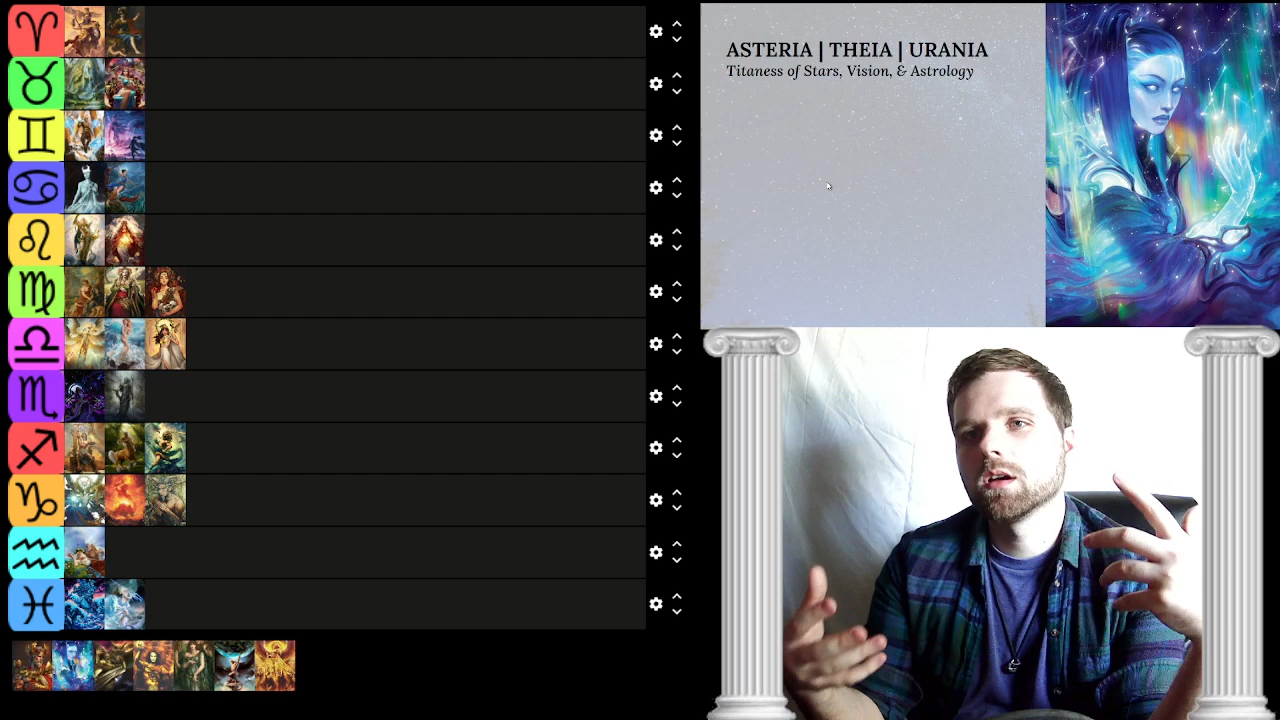 ASTERIA | THEIA | URANIA
Titaness of Stars, Vision, & Astrology